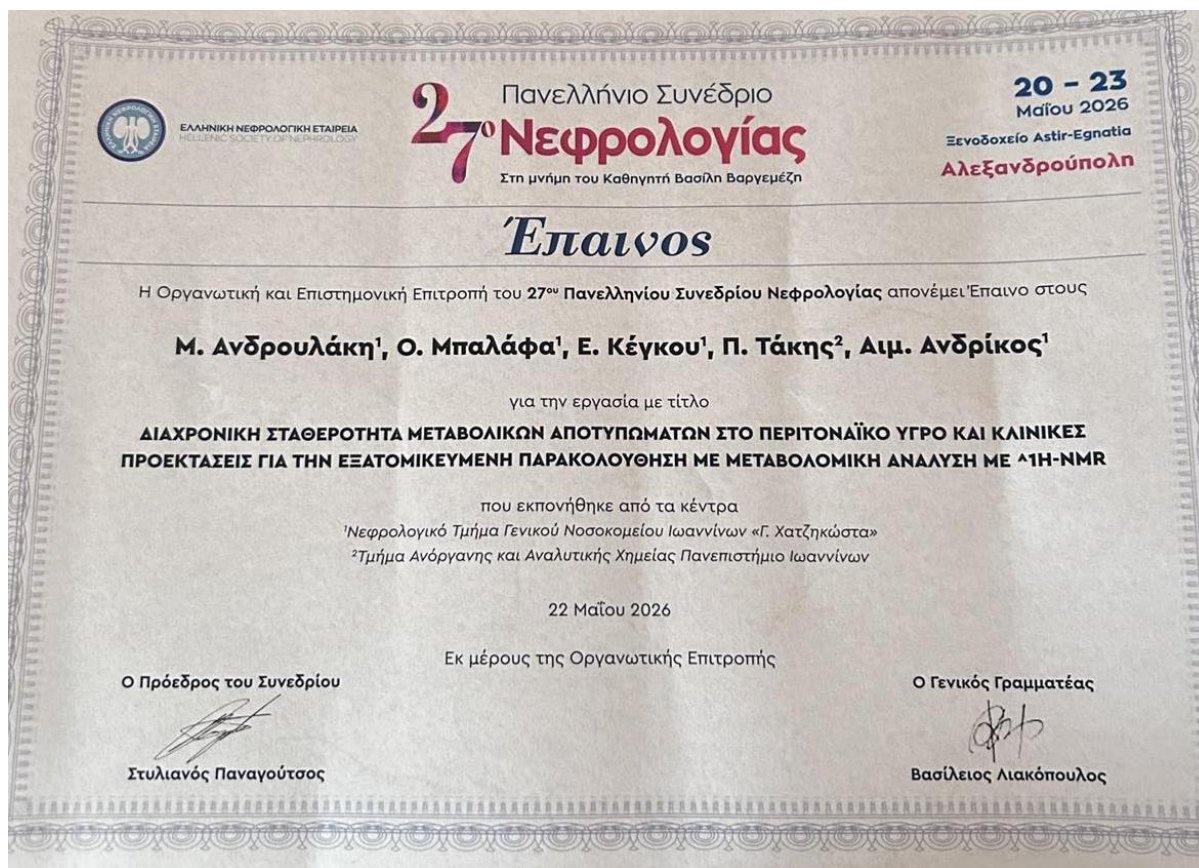 ΕΛΛΗΝΙΚΗ ΝΕΦΡΟΛΟΓΙΚΗ ΕΤΑΙΡΕΙΑ
HELLENIC SOCIETY OF NEPHROLOGY
27ο Πανελλήνιο Συνέδριο
Νεφρολογίας
Στη μνήμη του Καθηγητή Βασίλη Βαργεμέζη
20 – 23
Μαΐου 2026
Ξενοδοχείο Astir-Egnatia
Αλεξανδρούπολη
Έπαινος
Η Οργανωτική και Επιστημονική Επιτροπή του 27ου Πανελληνίου Συνεδρίου Νεφρολογίας απονέμει Έπαινο στους
Μ. Ανδρουλάκη¹, Ο. Μπαλάφα¹, Ε. Κέγκου¹, Π. Τάκης², Αιμ. Ανδρίκος¹
για την εργασία με τίτλο
ΔΙΑΧΡΟΝΙΚΗ ΣΤΑΘΕΡΟΤΗΤΑ ΜΕΤΑΒΟΛΙΚΩΝ ΑΠΟΤΥΠΩΜΑΤΩΝ ΣΤΟ ΠΕΡΙΤΟΝΑΪΚΟ ΥΓΡΟ ΚΑΙ ΚΛΙΝΙΚΕΣ
ΠΡΟΕΚΤΑΣΕΙΣ ΓΙΑ ΤΗΝ ΕΞΑΤΟΜΙΚΕΥΜΕΝΗ ΠΑΡΑΚΟΛΟΥΘΗΣΗ ΜΕ ΜΕΤΑΒΟΛΟΜΙΚΗ ΑΝΑΛΥΣΗ ΜΕ ^1H-NMR
που εκπονήθηκε από τα κέντρα
¹Νεφρολογικό Τμήμα Γενικού Νοσοκομείου Ιωαννίνων «Γ. Χατζηκώστα»
²Τμήμα Ανόργανης και Αναλυτικής Χημείας Πανεπιστήμιο Ιωαννίνων
22 Μαΐου 2026
Εκ μέρους της Οργανωτικής Επιτροπής
Ο Πρόεδρος του Συνεδρίου
Στυλιανός Παναγούτσος
Ο Γενικός Γραμματέας
Βασίλειος Λιακόπουλος